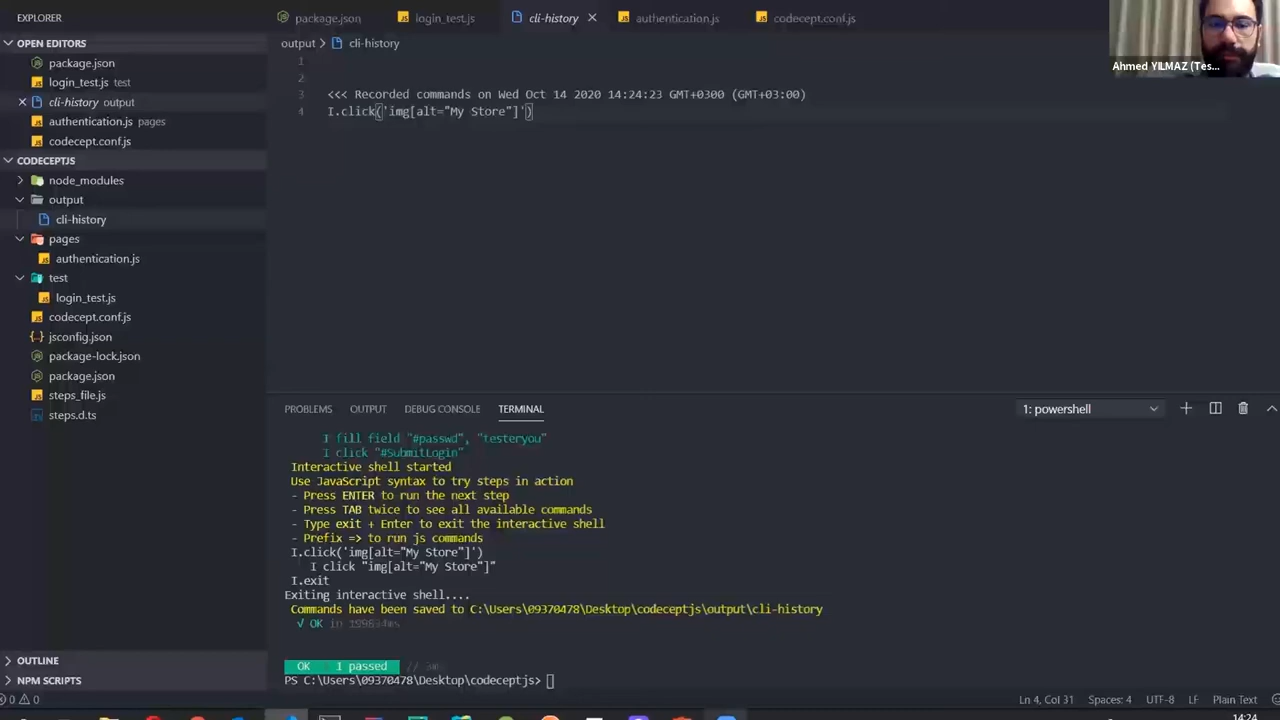 EXPLORER
package.json
login_test.js
cli-history
authentication.js
codecept.conf.js
OPEN EDITORS
package.json
login_test.js test
cli-history output
authentication.js pages
codecept.conf.js
CODECEPTJS
node_modules
output
cli-history
pages
authentication.js
test
login_test.js
codecept.conf.js
jsconfig.json
package-lock.json
package.json
steps_file.js
steps.d.ts
OUTLINE
NPM SCRIPTS
output > cli-history
1
2
3 <<< Recorded commands on Wed Oct 14 2020 14:24:23 GMT+0300 (GMT+03:00)
4 I.click('img[alt="My Store"]')
Ahmed YILMAZ (Tes...
PROBLEMS OUTPUT DEBUG CONSOLE TERMINAL
1: powershell
I fill field "#passwd", "testeryou"
I click "#SubmitLogin"
Interactive shell started
Use JavaScript syntax to try steps in action
- Press ENTER to run the next step
- Press TAB twice to see all available commands
- Type exit + Enter to exit the interactive shell
- Prefix => to run js commands
I.click('img[alt="My Store"]')
I click "img[alt="My Store"]"
I.exit
Exiting interactive shell....
Commands have been saved to C:\Users\09370478\Desktop\codeceptjs\output\cli-history
√ OK in
OK | 1 passed // 3m
PS C:\Users\09370478\Desktop\codeceptjs>
0 0
Ln 4, Col 31 Spaces: 4 UTF-8 LF Plain Text
14:24